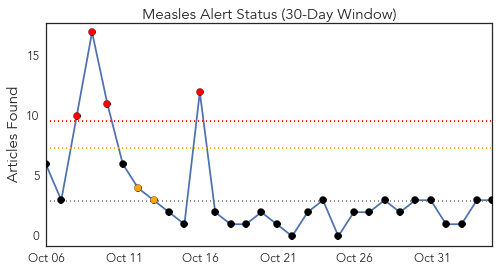 Measles Alert Status (30-Day Window)
Articles Found
15
10
5
0
Oct 06 Oct 11 Oct 16 Oct 21 Oct 26 Oct 31